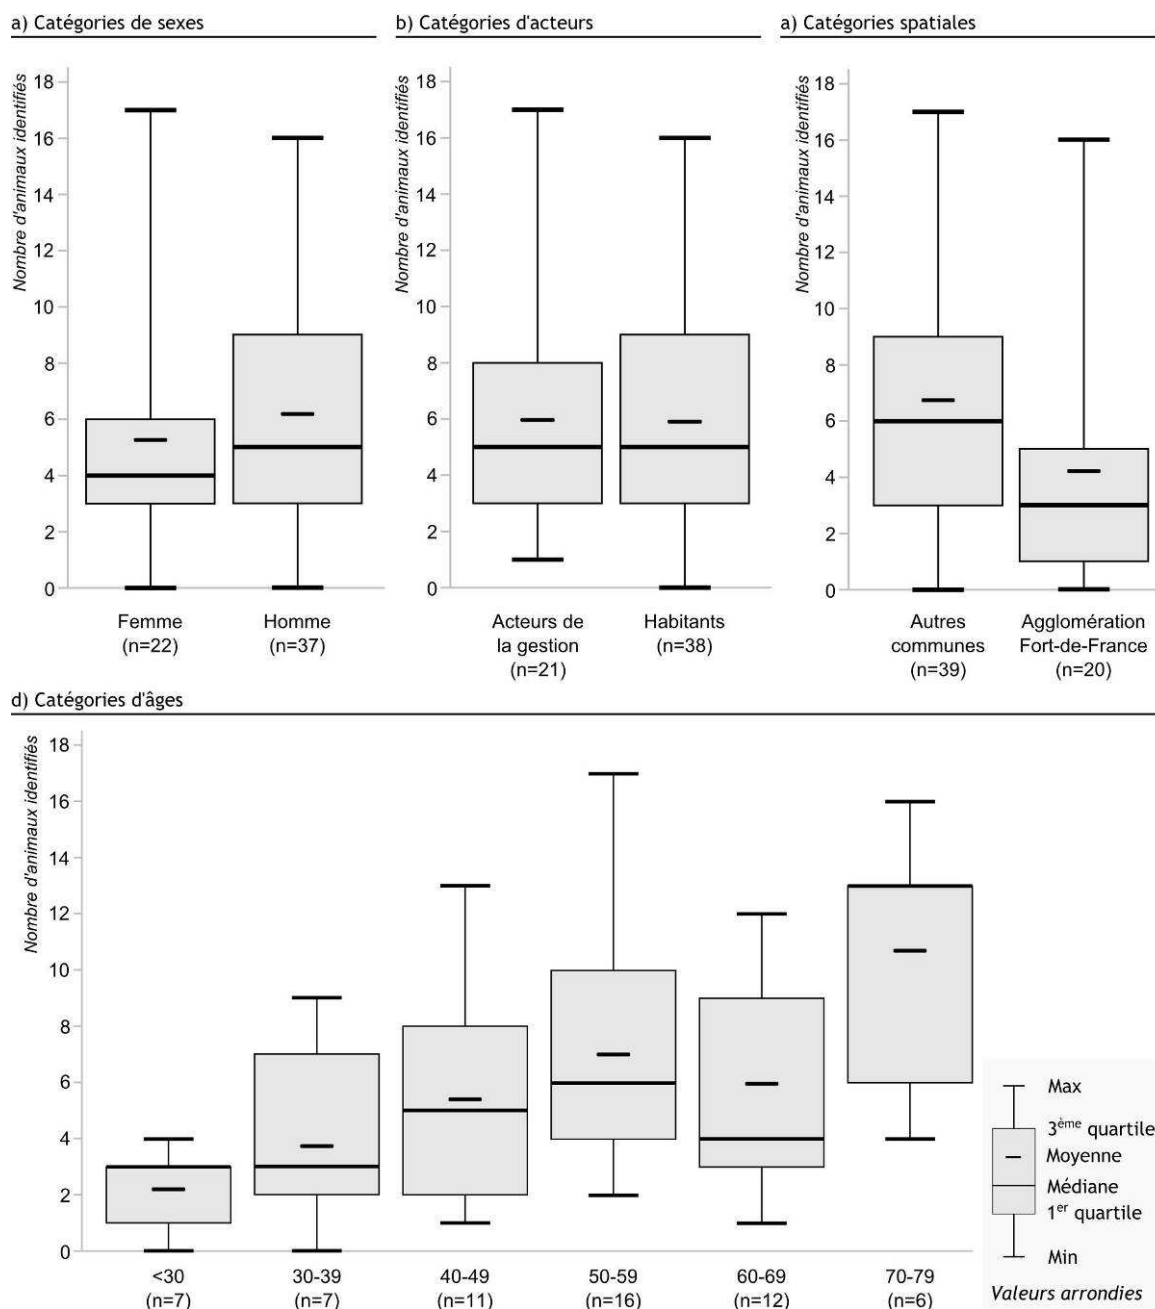 a) Catégories de sexes
Nombre d'animaux identifiés
18
16
14
12
10
8
6
4
2
0
Femme
(n=22)
Homme
(n=37)
b) Catégories d'acteurs
Nombre d'animaux identifiés
18
16
14
12
10
8
6
4
2
0
Acteurs de
la gestion
(n=21)
Habitants
(n=38)
a) Catégories spatiales
Nombre d'animaux identifiés
18
16
14
12
10
8
6
4
2
0
Autres
communes
(n=39)
Agglomération
Fort-de-France
(n=20)
d) Catégories d'âges
Nombre d'animaux identifiés
18
16
14
12
10
8
6
4
2
0
<30
(n=7)
30-39
(n=7)
40-49
(n=11)
50-59
(n=16)
60-69
(n=12)
70-79
(n=6)
Max
3ème quartile
Moyenne
Médiane
1er quartile
Min
Valeurs arrondies